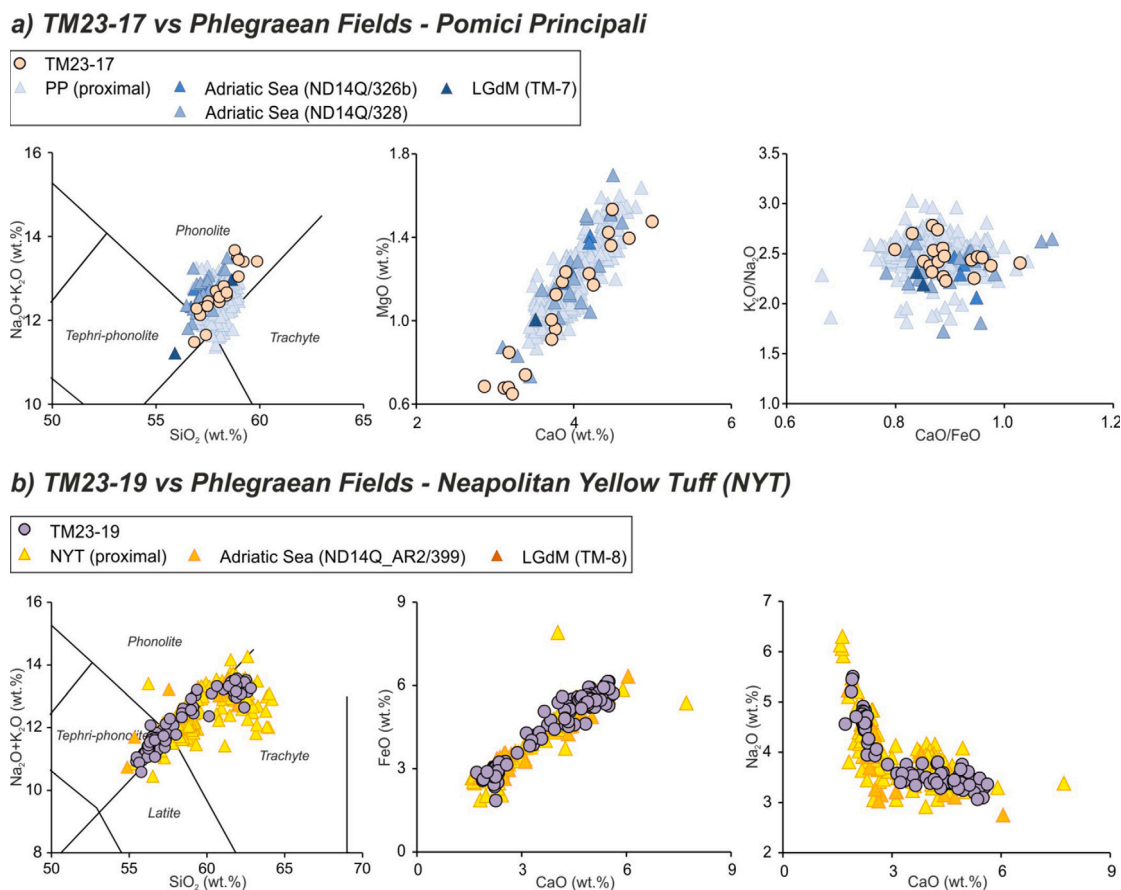 a) TM23-17 vs Phlegraean Fields - Pomici Principali
TM23-17
PP (proximal) Adriatic Sea (ND14Q/326b) LGdM (TM-7)
Adriatic Sea (ND14Q/328)
16
14
12
10
Na₂O+K₂O (wt.%)
Phonolite
Tephri-phonolite
Trachyte
50 55 60 65
SiO₂ (wt.%)
1.8
1.4
1.0
0.6
MgO (wt.%)
2 4 6
CaO (wt.%)
3.5
3.0
2.5
2.0
1.5
1.0
K₂O/Na₂O
0.6 0.8 1.0 1.2
CaO/FeO
b) TM23-19 vs Phlegraean Fields - Neapolitan Yellow Tuff (NYT)
TM23-19
NYT (proximal) Adriatic Sea (ND14Q_AR2/399) LGdM (TM-8)
16
14
12
10
8
Na₂O+K₂O (wt.%)
Phonolite
Tephri-phonolite
Trachyte
Latite
50 55 60 65 70
SiO₂ (wt.%)
9
6
3
0
FeO (wt.%)
0 3 6 9
CaO (wt.%)
7
6
5
4
3
2
Na₂O (wt.%)
0 3 6 9
CaO (wt.%)